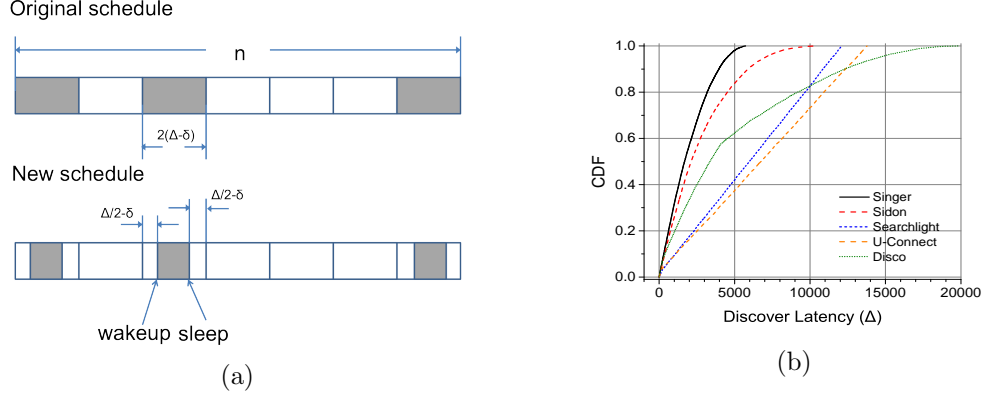 Original schedule
n
2(Δ-δ)
New schedule
Δ/2-δ
Δ/2-δ
wakeup sleep
(a)
CDF
1.0
0.8
0.6
0.4
0.2
0.0
Singer
Sidon
Searchlight
U-Connect
Disco
0 5000 10000 15000 20000
Discover Latency (Δ)
(b)